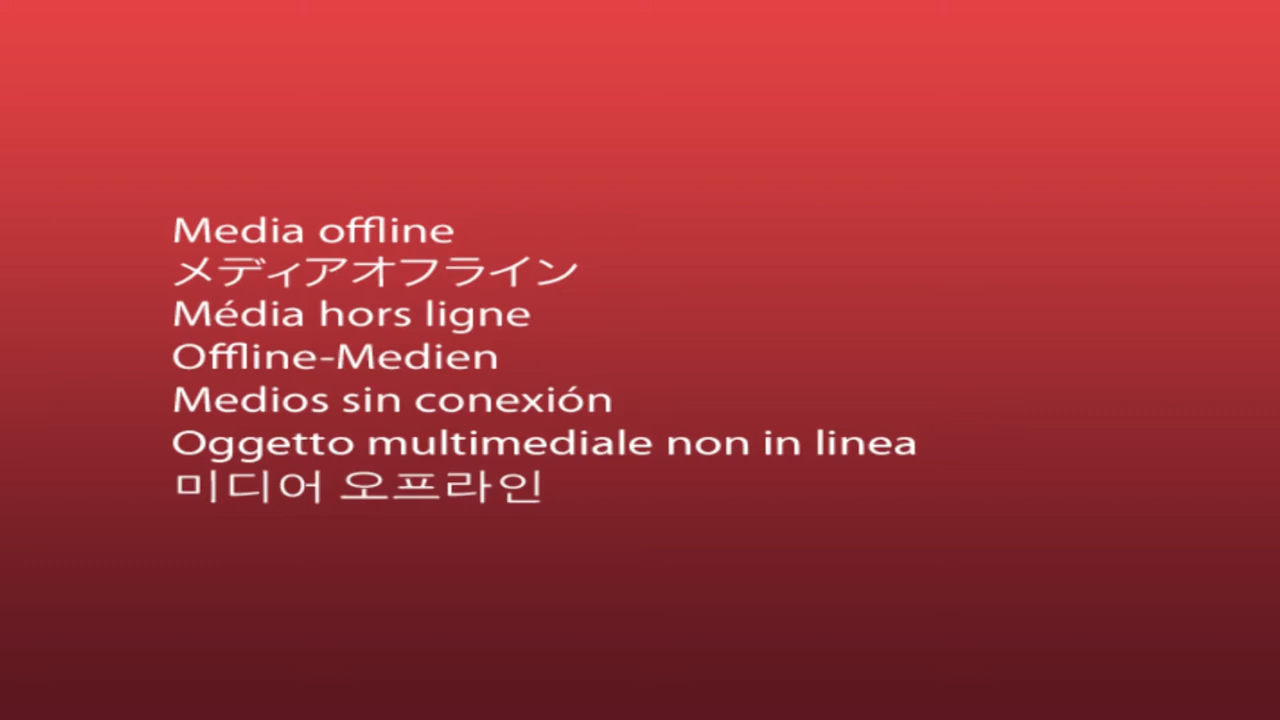 Media offline
メディアオフライン
Média hors ligne
Offline-Medien
Medios sin conexión
Oggetto multimediale non in linea
미디어 오프라인